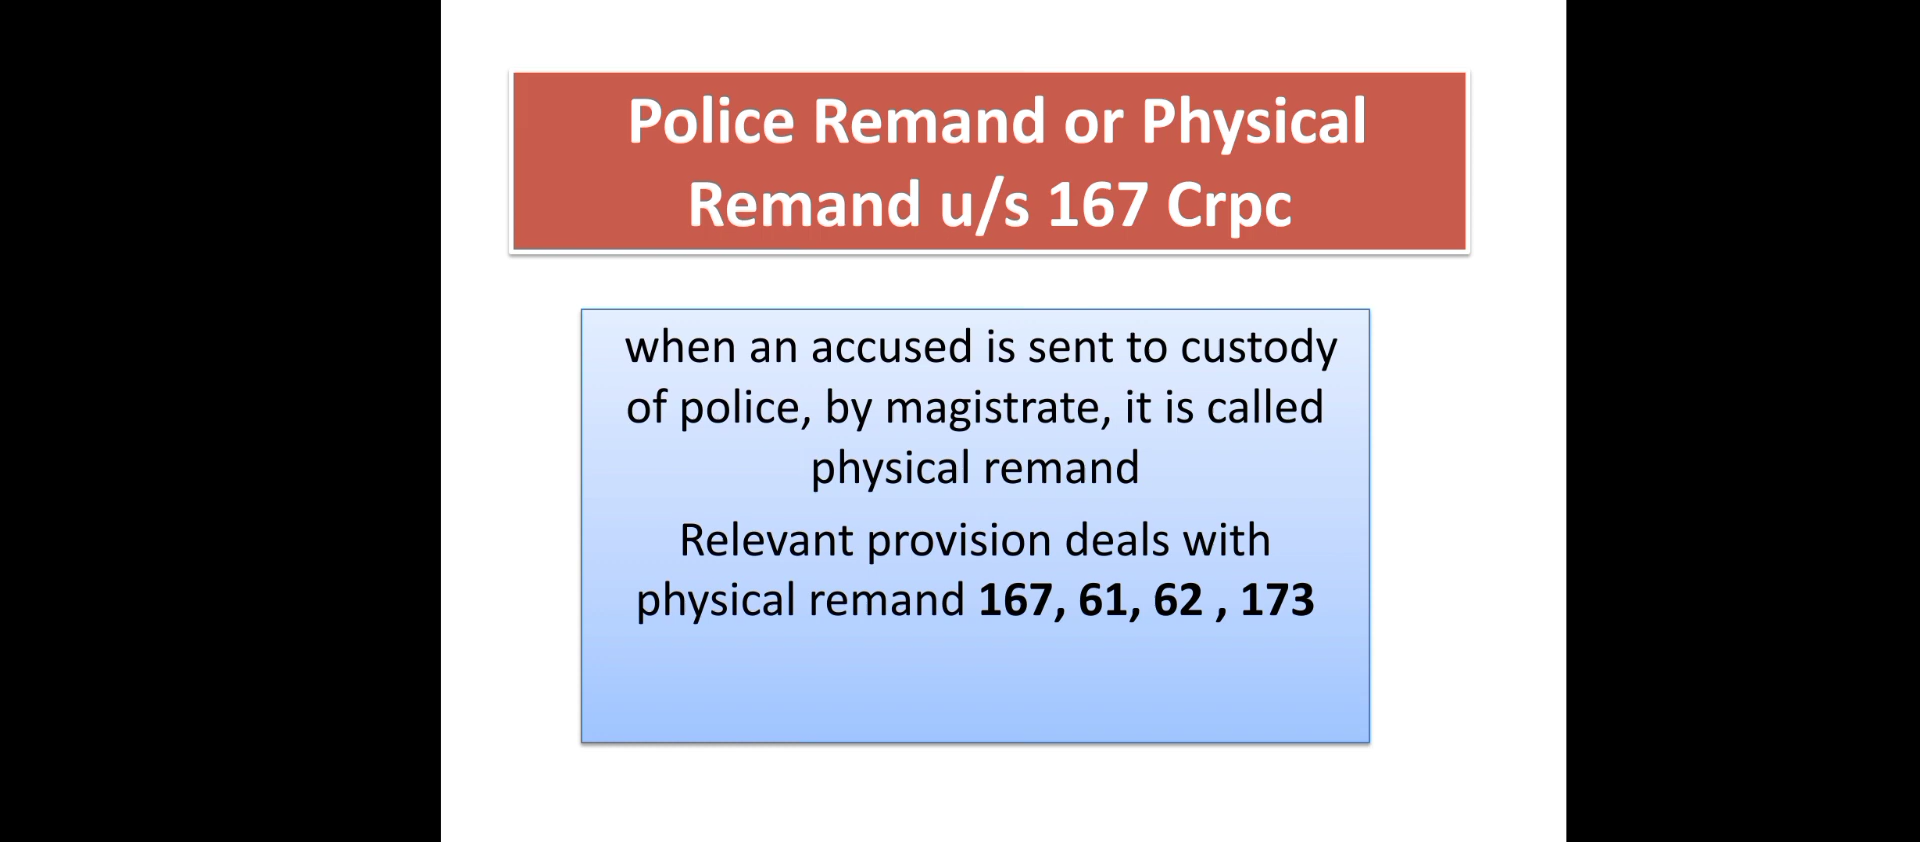 Police Remand or Physical
Remand u/s 167 Crpc
when an accused is sent to custody
of police, by magistrate, it is called
physical remand
Relevant provision deals with
physical remand 167, 61, 62 , 173